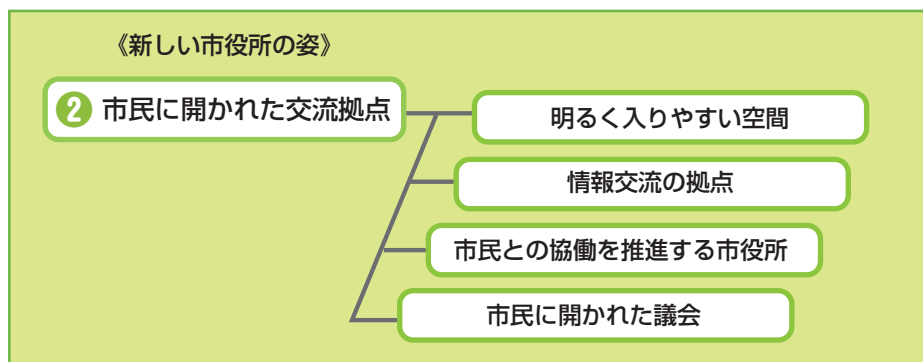 《新しい市役所の姿》
2 市民に開かれた交流拠点
明るく入りやすい空間
情報交流の拠点
市民との協働を推進する市役所
市民に開かれた議会